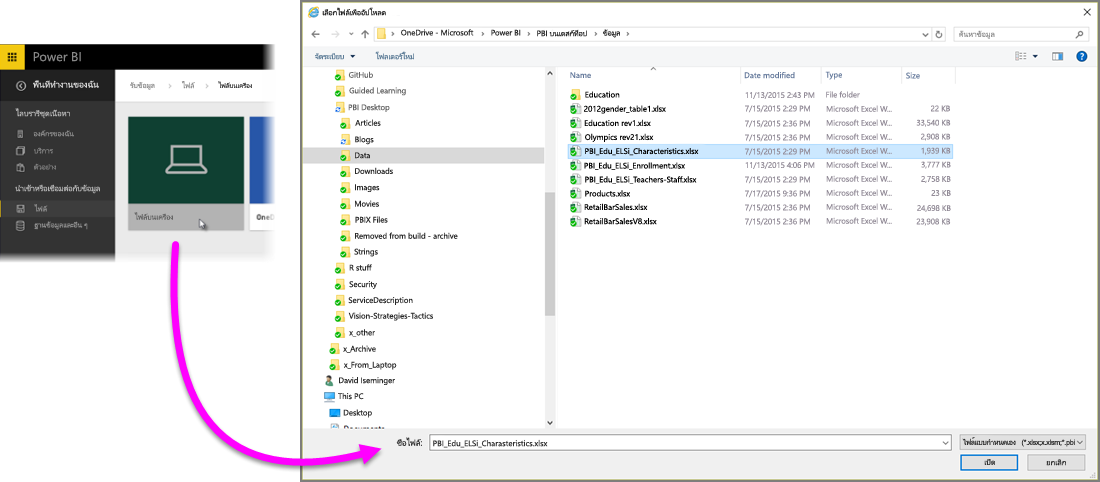 Power BI
พื้นที่ทำงานของฉัน
รับข้อมูล > ไฟล์ > ไฟล์บนเครื่อง
ไลบรารีชุดเนื้อหา
องค์กรของฉัน
บริการ
ตัวอย่าง
นำเข้าหรือเชื่อมต่อกับข้อมูล
ไฟล์
ฐานข้อมูลและอื่น ๆ
ไฟล์บนเครื่อง
OneD
เลือกไฟล์เพื่ออัปโหลด
OneDrive - Microsoft > Power BI > PBI บนเดสก์ท็อป > ข้อมูล >
ค้นหาข้อมูล
จัดระเบียบ
โฟลเดอร์ใหม่
GitHub
Guided Learning
PBI Desktop
Articles
Blogs
Data
Downloads
Images
Movies
PBIX Files
Removed from build - archive
Strings
R stuff
Security
ServiceDescription
Vision-Strategies-Tactics
x_other
x_Archive
x_From_Laptop
David Iseminger
This PC
Desktop
Documents
Name Date modified Type Size
Education 11/13/2015 2:43 PM File folder
2012gender_table1.xlsx 7/15/2015 2:29 PM Microsoft Excel W... 22 KB
Education rev1.xlsx 7/15/2015 2:29 PM Microsoft Excel W... 33,540 KB
Olympics rev21.xlsx 7/15/2015 2:36 PM Microsoft Excel W... 2,908 KB
PBI_Edu_ELSi_Characteristics.xlsx 7/15/2015 2:29 PM Microsoft Excel W... 1,939 KB
PBI_Edu_ELSi_Enrollment.xlsx 11/13/2015 4:06 PM Microsoft Excel W... 3,777 KB
PBI_Edu_ELSi_Teachers-Staff.xlsx 7/15/2015 2:29 PM Microsoft Excel W... 2,758 KB
Products.xlsx 7/17/2015 9:36 PM Microsoft Excel W... 23 KB
RetailBarSales.xlsx 7/15/2015 2:36 PM Microsoft Excel W... 24,698 KB
RetailBarSalesV8.xlsx 7/15/2015 2:36 PM Microsoft Excel W... 23,908 KB
ชื่อไฟล์: PBI_Edu_ELSi_Charasteristics.xlsx
ไฟล์แบบกำหนดเอง (*.xlsx;x.xlsm;*.pbi
เปิด
ยกเลิก